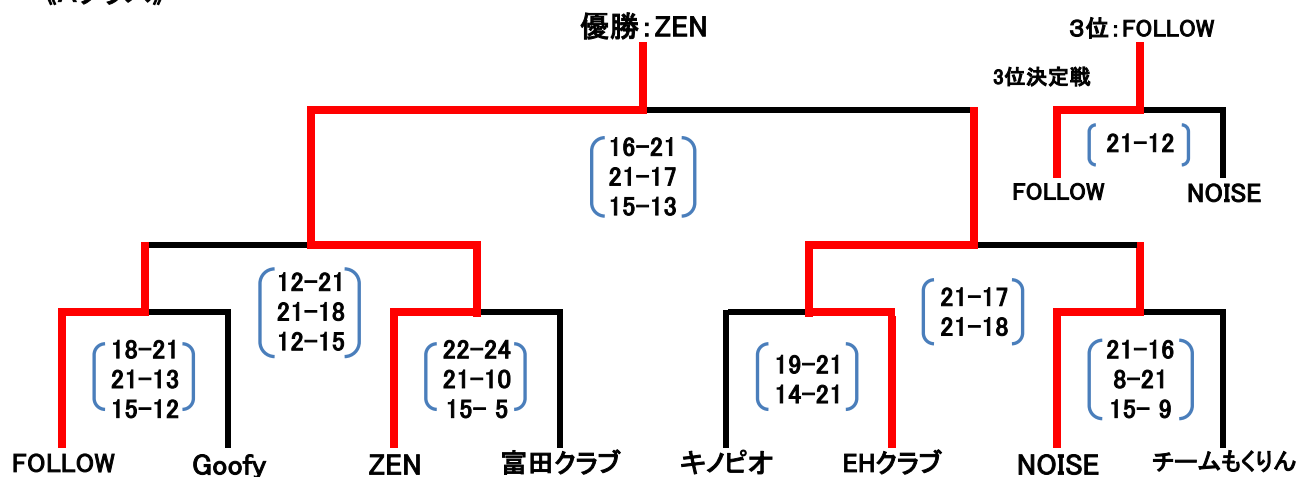 《Aクラス》
優勝：ZEN
３位：FOLLOW
3位決定戦
16-21
21-17
15-13
21-12
FOLLOW
NOISE
12-21
21-18
12-15
21-17
21-18
18-21
21-13
15-12
22-24
21-10
15- 5
19-21
14-21
21-16
8-21
15- 9
FOLLOW
Goofy
ZEN
富田クラブ
キノピオ
EHクラブ
NOISE
チームもくりん